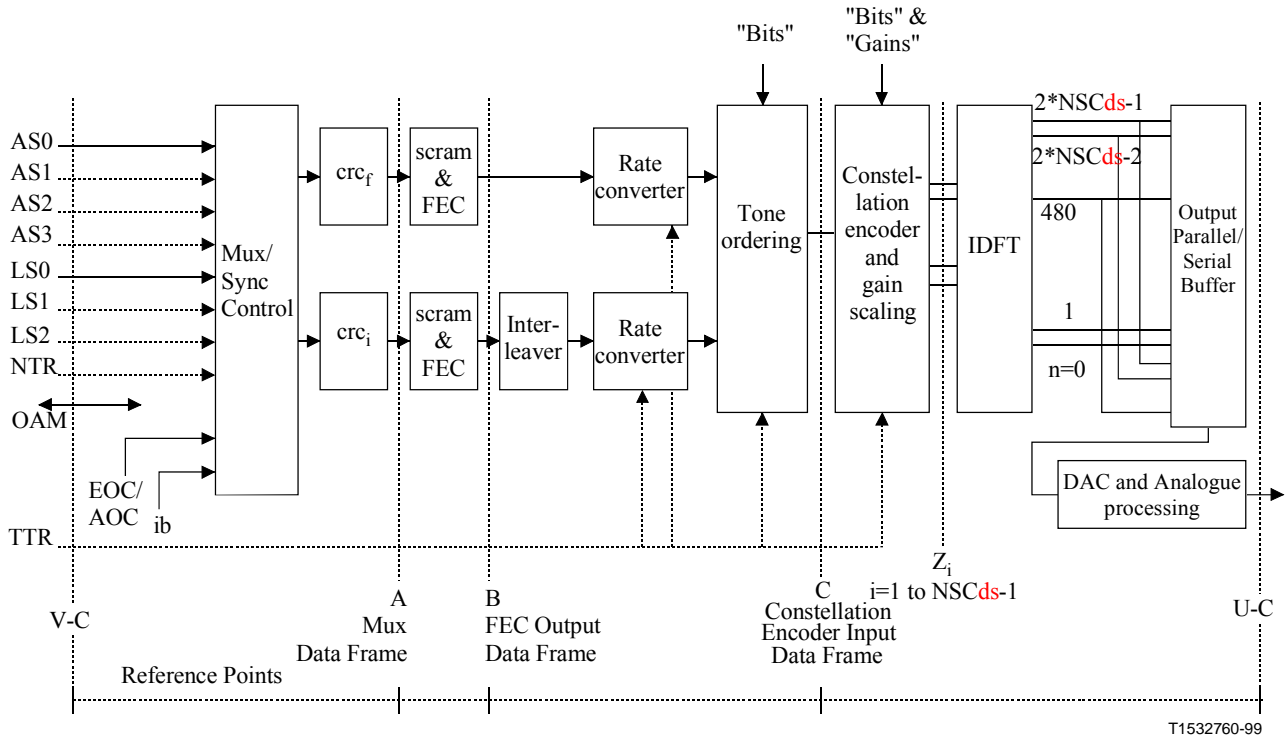 "Bits"
"Bits" &
"Gains"
AS0
AS1
AS2
AS3
LS0
LS1
LS2
NTR
OAM
EOC/
AOC
ib
TTR
Mux/
Sync
Control
crcf
crci
scram
&
FEC
scram
&
FEC
Inter-
leaver
Rate
converter
Rate
converter
Tone
ordering
Constel-
lation
encoder
and
gain
scaling
IDFT
2*NSCds-1
2*NSCds-2
480
1
n=0
Output
Parallel/
Serial
Buffer
DAC and Analogue
processing
V-C
A
Mux
Data Frame
B
FEC Output
Data Frame
C
Constellation
Encoder Input
Data Frame
Zi
i=1 to NSCds-1
U-C
Reference Points
T1532760-99